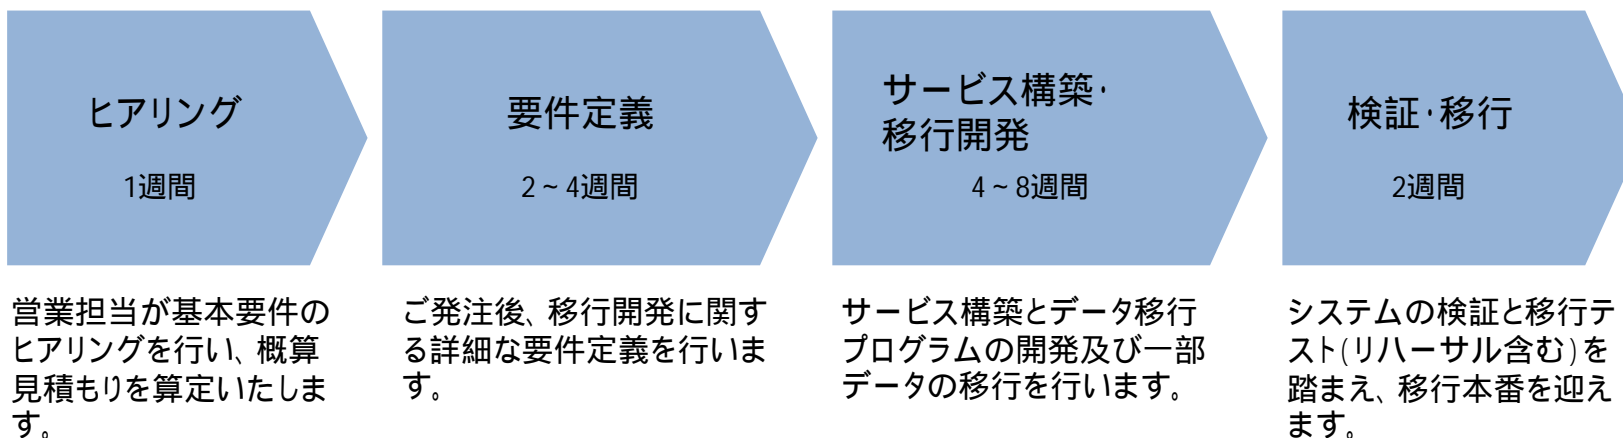 ヒアリング
1週間
要件定義
2~4週間
サービス構築・
移行開発
4~8週間
検証・移行
2週間
営業担当が基本要件の
ヒアリングを行い、概算
見積もりを算定いたしま
す。
ご発注後、移行開発に関す
る詳細な要件定義を行いま
す。
サービス構築とデータ移行
プログラムの開発及び一部
データの移行を行います。
システムの検証と移行テ
スト(リハーサル含む)を
踏まえ、移行本番を迎え
ます。